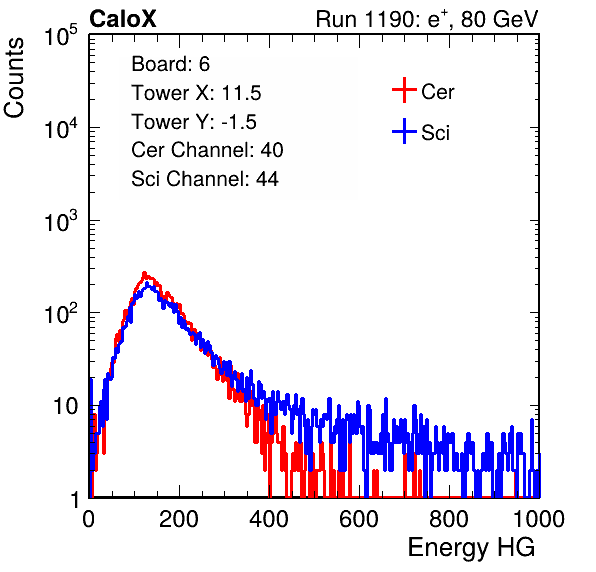 CaloX Run 1190: e⁺, 80 GeV
Counts
10⁵
10⁴
10³
10²
10
1
Board: 6
Tower X: 11.5
Tower Y: -1.5
Cer Channel: 40
Sci Channel: 44
Cer
Sci
0 200 400 600 800 1000
Energy HG